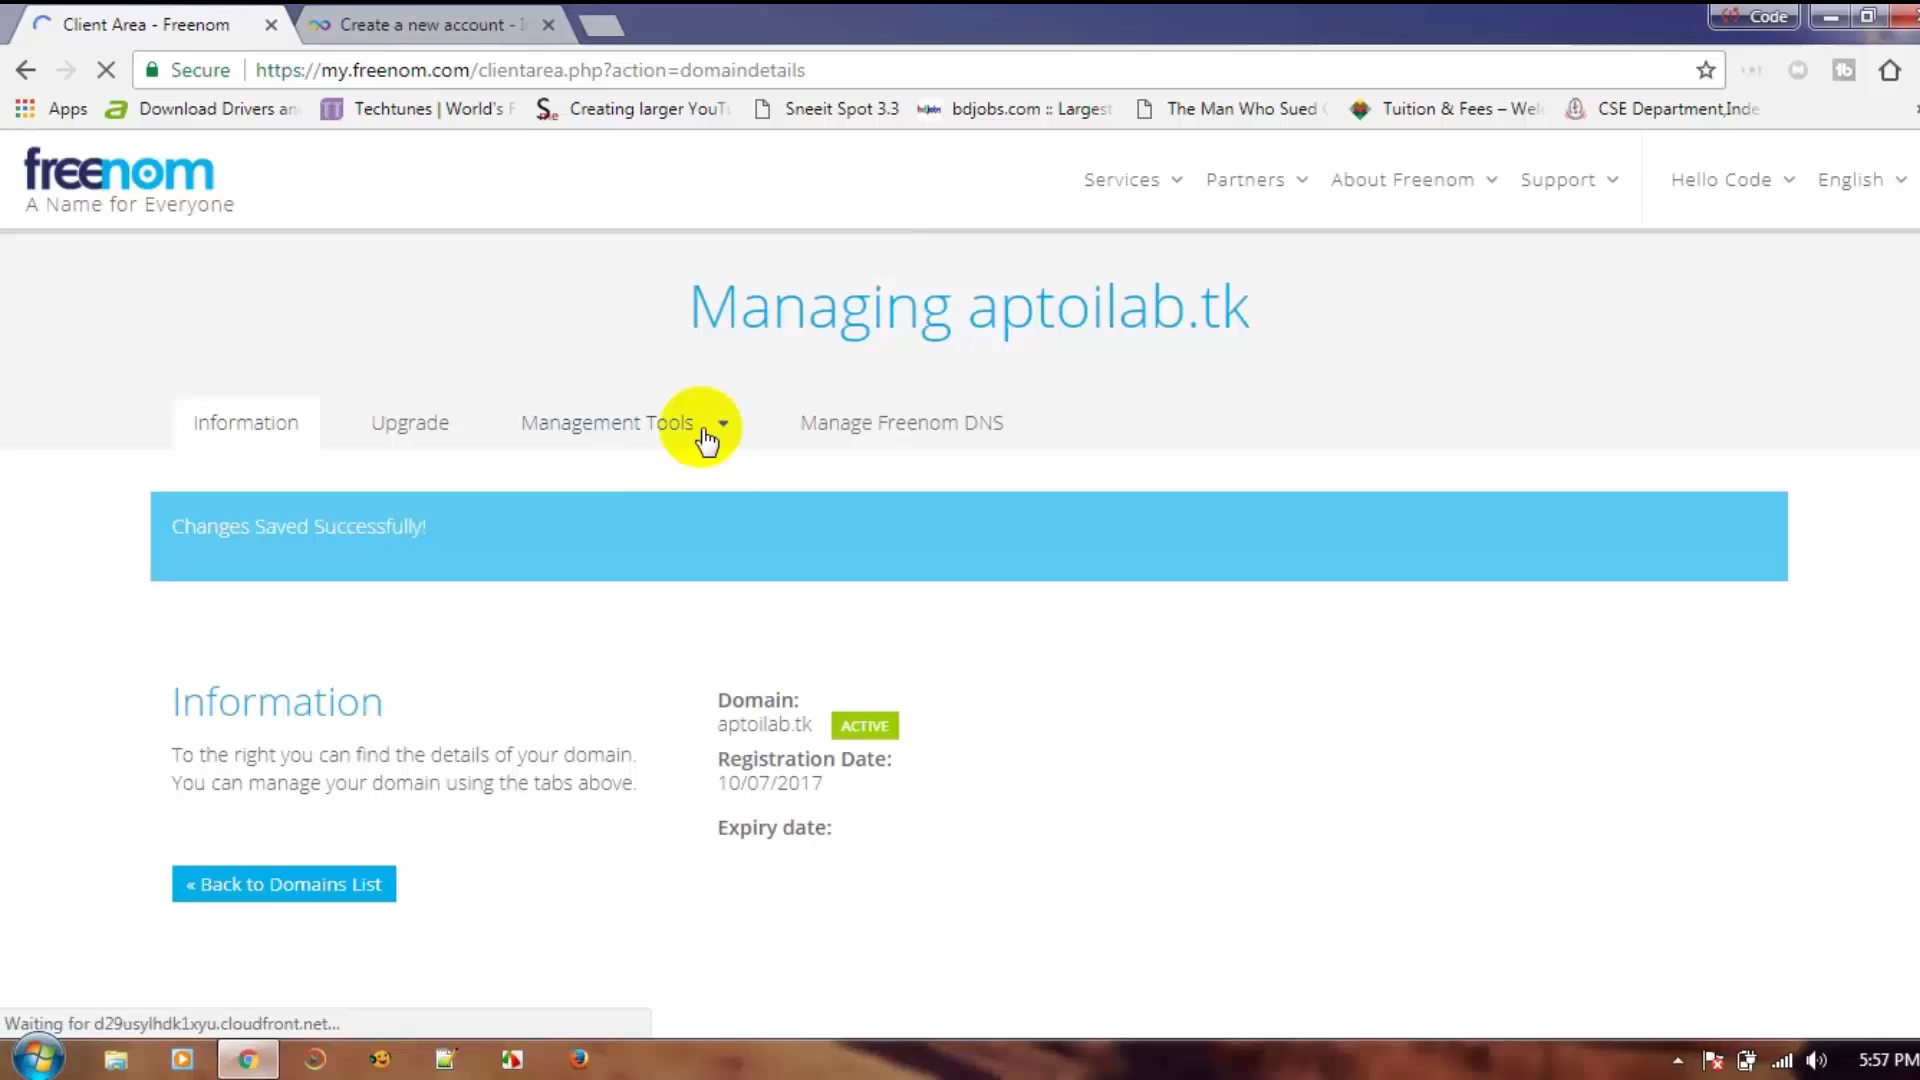 Client Area - Freenom
Create a new account -
Code
Secure
https://my.freenom.com/clientarea.php?action=domaindetails
Apps
Download Drivers an
Techtunes | World's F
Creating larger YouT
Sneeit Spot 3.3
bdjobs.com :: Largest
The Man Who Sued
Tuition & Fees – Wel
CSE Department,Inde
freenom
A Name for Everyone
Services
Partners
About Freenom
Support
Hello Code
English
Managing aptoilab.tk
Information
Upgrade
Management Tools
Manage Freenom DNS
Changes Saved Successfully!
Information
To the right you can find the details of your domain.
You can manage your domain using the tabs above.
« Back to Domains List
Domain:
aptoilab.tk ACTIVE
Registration Date:
10/07/2017
Expiry date:
Waiting for d29usylhdk1xyu.cloudfront.net...
5:57 PM